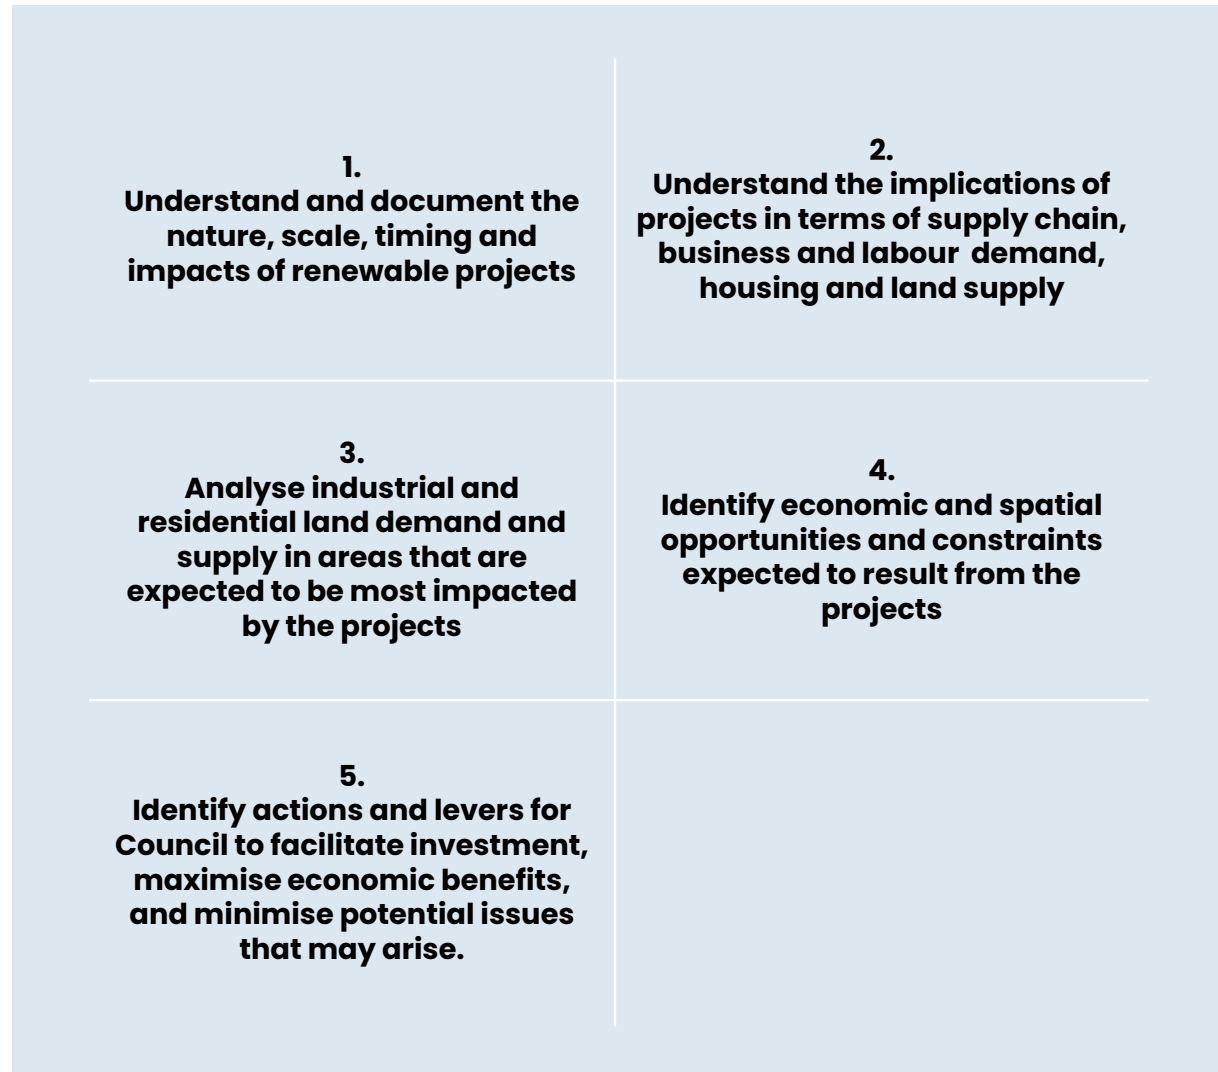 1.
Understand and document the
nature, scale, timing and
impacts of renewable projects
2.
Understand the implications of
projects in terms of supply chain,
business and labour  demand,
housing and land supply
3.
Analyse industrial and
residential land demand and
supply in areas that are
expected to be most impacted
by the projects
4.
Identify economic and spatial
opportunities and constraints
expected to result from the
projects
5.
Identify actions and levers for
Council to facilitate investment,
maximise economic benefits,
and minimise potential issues
that may arise.